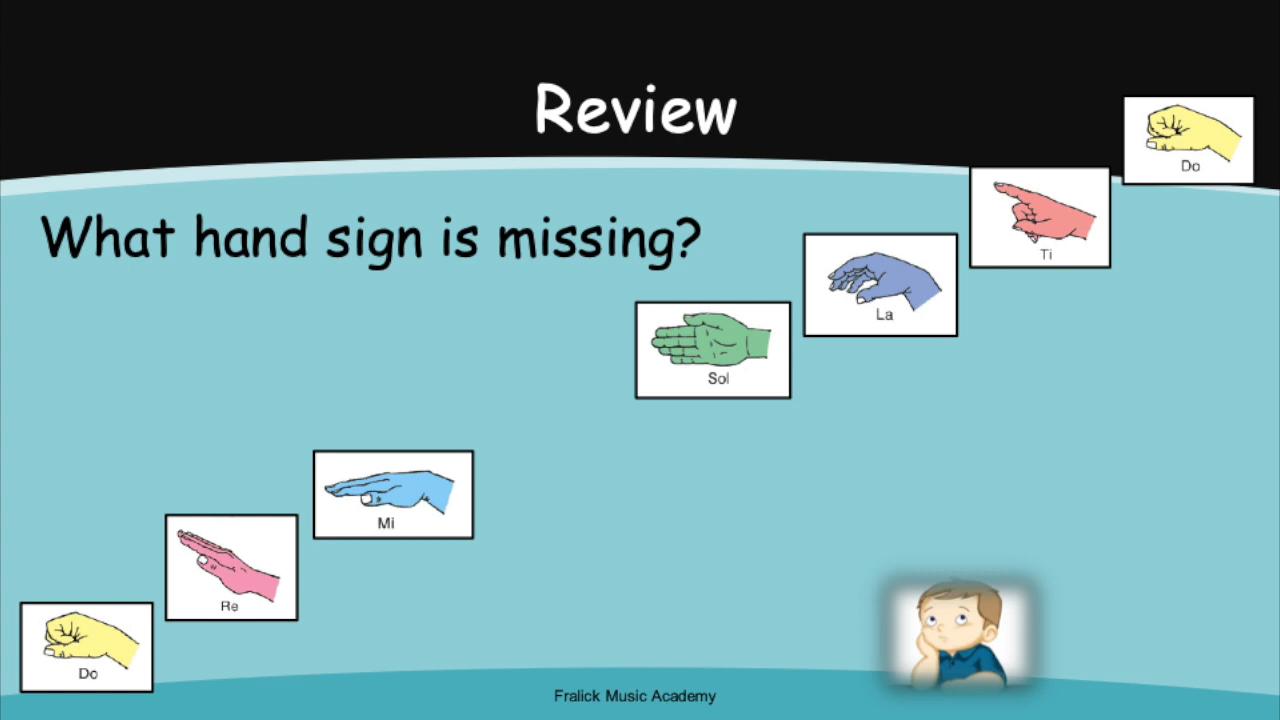 Review
Do
Ti
What hand sign is missing?
La
Sol
Mi
Re
Do
Fralick Music Academy